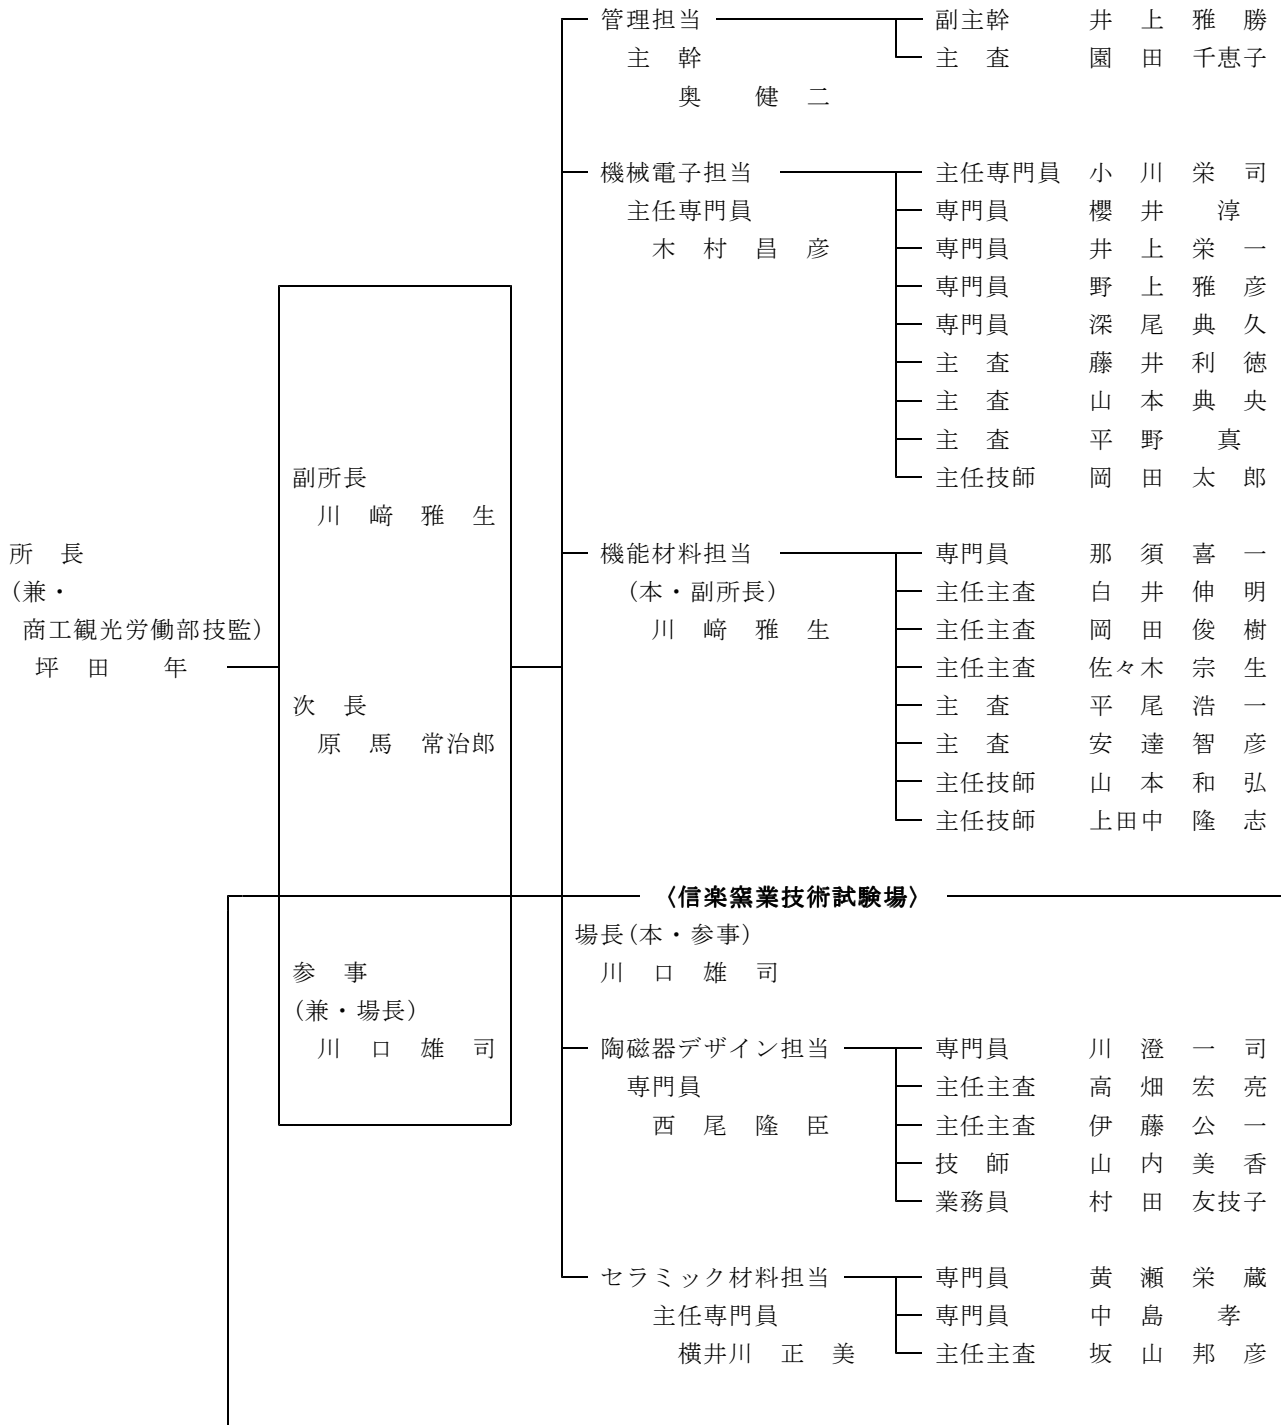 管理担当 副主幹 井上雅勝
主幹 主査 園田千恵子
奥健二
機械電子担当 主任専門員 小川栄司
主任専門員 専門員 櫻井淳
木村昌彦 専門員 井上栄一
専門員 野上雅彦
専門員 深尾典久
主査 藤井利徳
主査 山本典央
主査 平野真
副所長 主任技師 岡田太郎
川﨑雅生
所長 機能材料担当 専門員 那須喜一
(兼・ (本・副所長) 主任主査 白井伸明
商工観光労働部技監) 川﨑雅生 主任主査 岡田俊樹
坪田年 主任主査 佐々木宗生
次長 主査 平尾浩一
原馬常治郎 主査 安達智彦
主任技師 山本和弘
主任技師 上田中隆志
〈信楽窯業技術試験場〉
場長(本・参事)
参事 川口雄司
(兼・場長)
川口雄司 陶磁器デザイン担当 専門員 川澄一司
専門員 主任主査 高畑宏亮
西尾隆臣 主任主査 伊藤公一
技師 山内美香
業務員 村田友技子
セラミック材料担当 専門員 黄瀬栄蔵
主任専門員 専門員 中島孝
横井川正美 主任主査 坂山邦彦